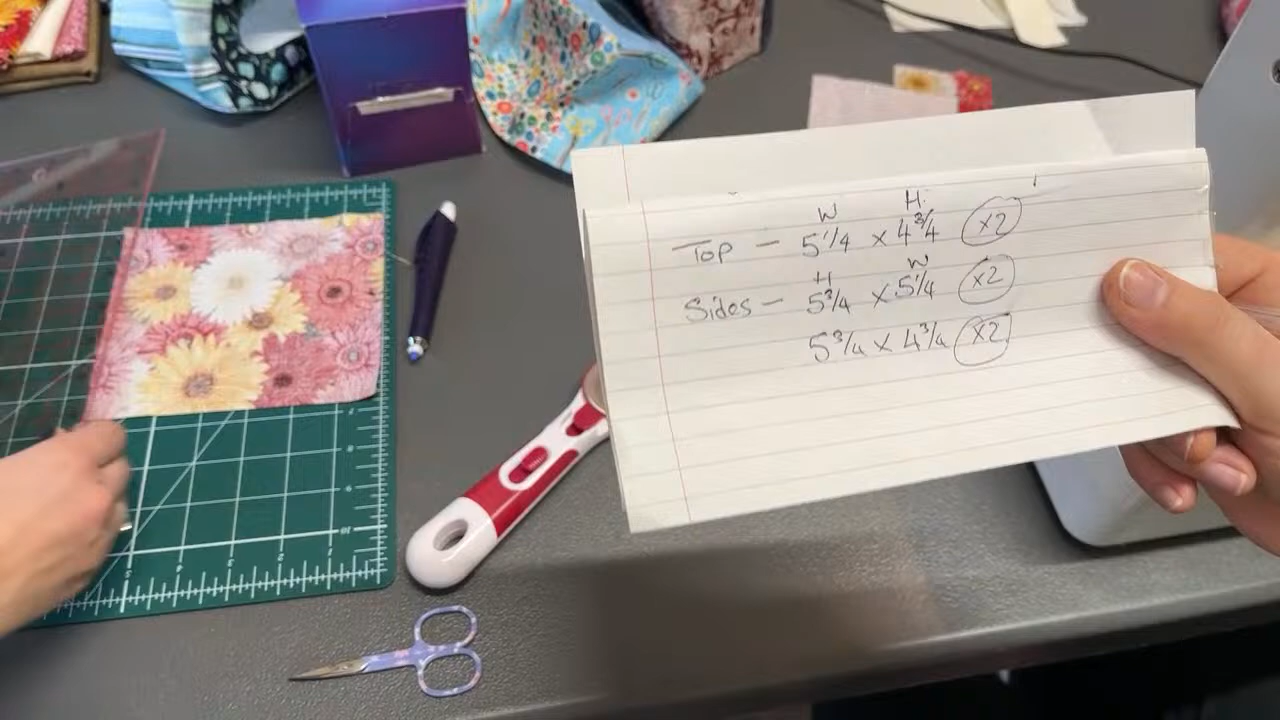 W H.
Top - 5 1/4 x 4 3/4 x2
H W
Sides - 5 3/4 x 5 1/4 x2
5 3/4 x 4 3/4 x2